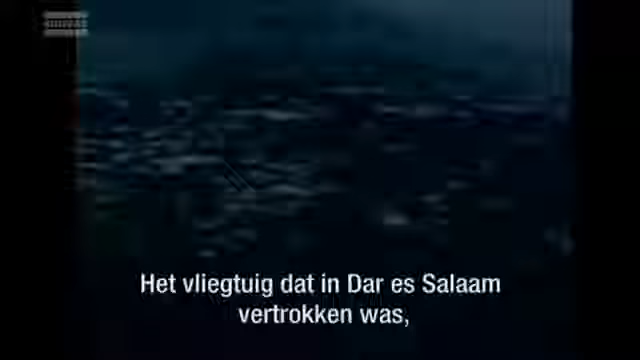 Het vliegtuig dat in Dar es Salaam
vertrokken was,